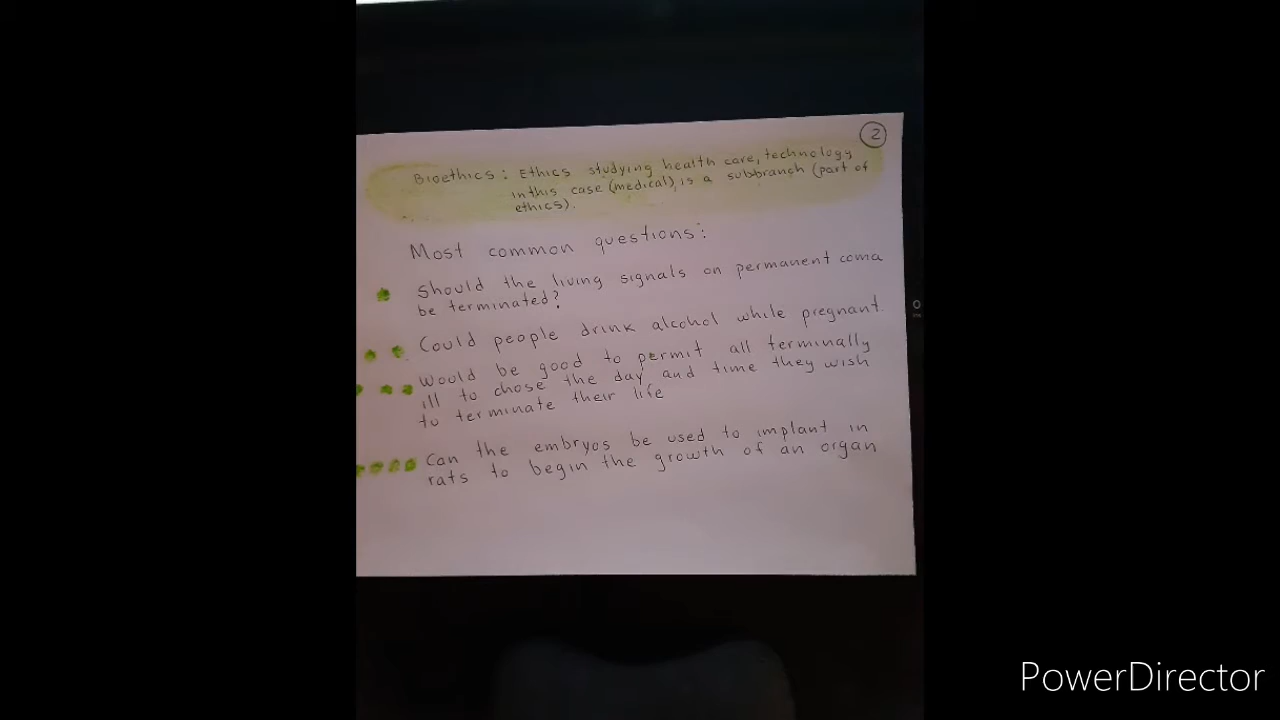 2
Bioethics: Ethics studying health care, technology
in this case (medical), is a subbranch (part of
ethics).
Most common questions:
Should the living signals on permanent coma
be terminated?
Could people drink alcohol while pregnant.
Would be good to permit all terminally
ill to chose the day and time they wish
to terminate their life
Can the embryos be used to implant in
rats to begin the growth of an organ
PowerDirector